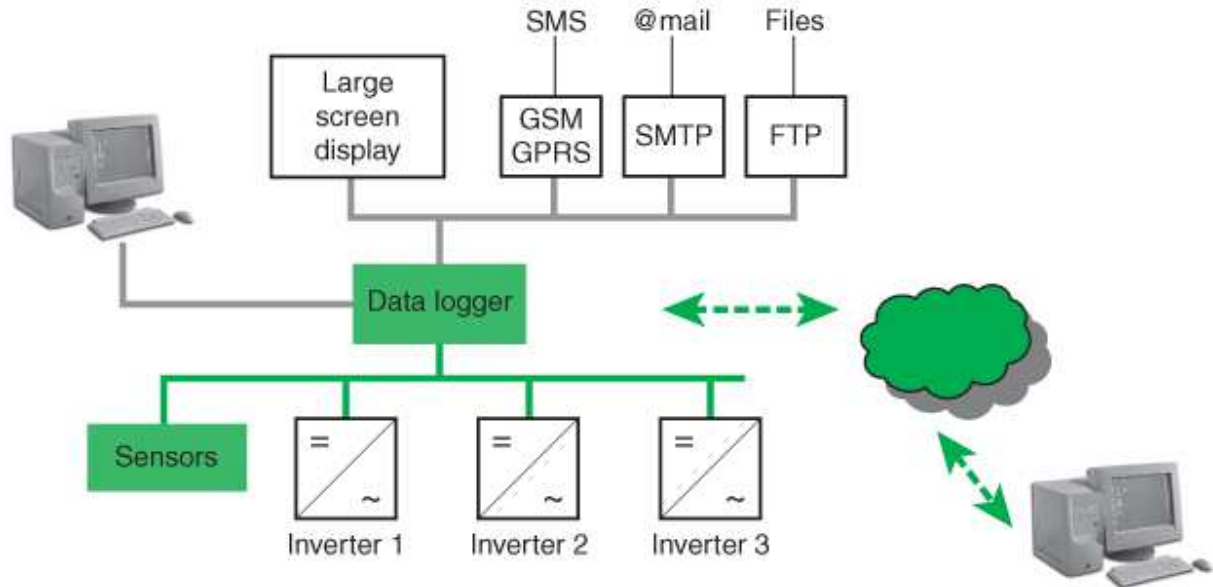 SMS @mail Files
Large
screen
display
GSM
GPRS
SMTP
FTP
Data logger
Sensors
=
~
=
~
=
~
Inverter 1 Inverter 2 Inverter 3